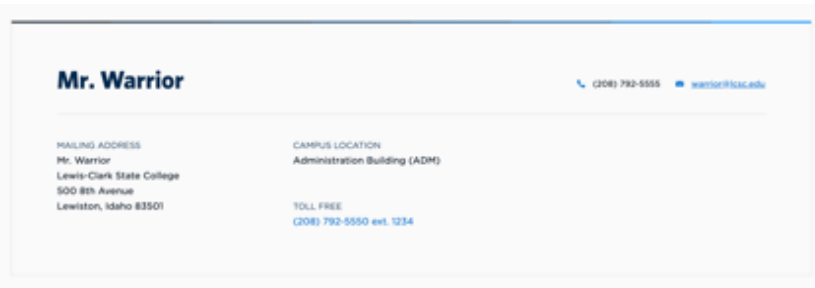 Mr. Warrior
(208) 792-5555 warrior@lcsc.edu
MAILING ADDRESS
Mr. Warrior
Lewis-Clark State College
500 8th Avenue
Lewiston, Idaho 83501
CAMPUS LOCATION
Administration Building (ADM)
TOLL FREE
(208) 792-5550 ext. 1234